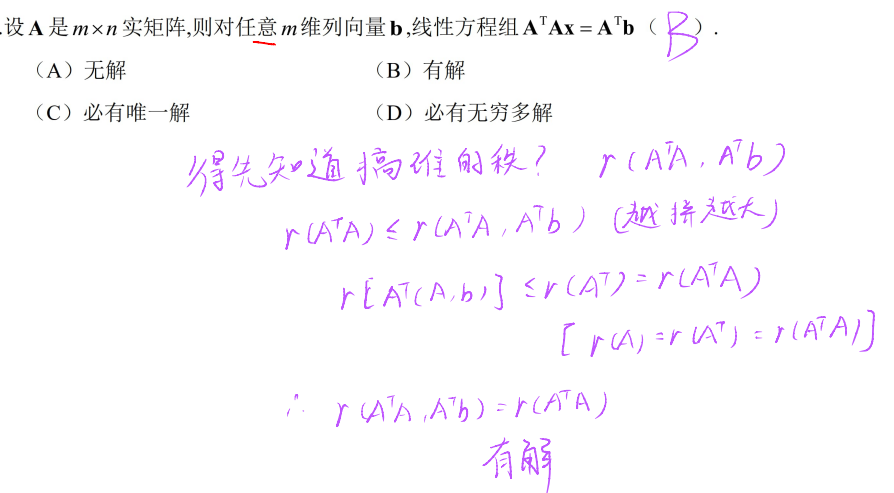 .设 A 是 m×n 实矩阵,则对任意 m 维列向量 b ,线性方程组 AᵀAx = Aᵀb ( B ) .
（A）无解 （B）有解
（C）必有唯一解 （D）必有无穷多解
得先知道搞谁的秩? r(AᵀA, Aᵀb)
r(AᵀA) ≤ r(AᵀA, Aᵀb) (越拼越大)
r[Aᵀ(A,b)] ≤ r(Aᵀ) = r(AᵀA)
[ r(A) = r(Aᵀ) = r(AᵀA) ]
∴ r(AᵀA, Aᵀb) = r(AᵀA)
有解